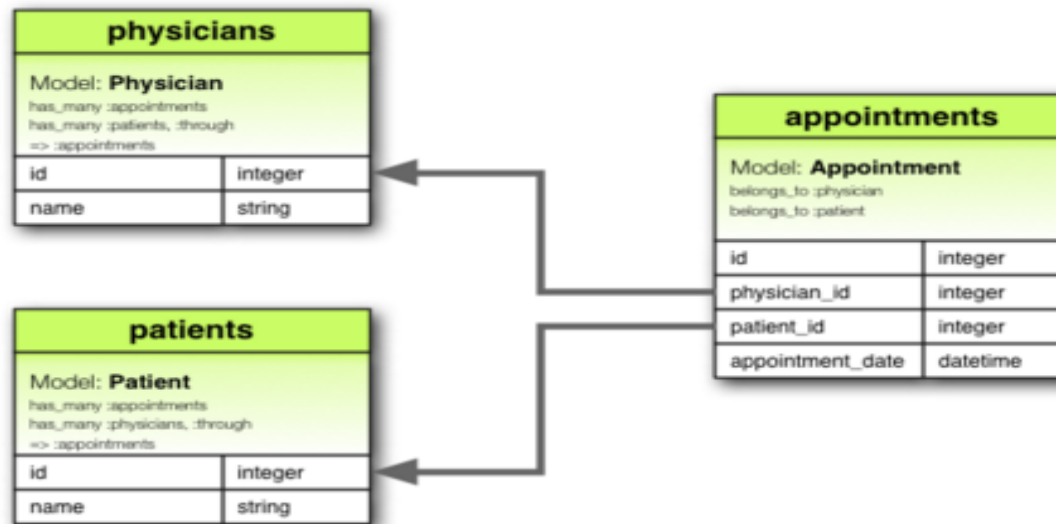 physicians
Model: Physician
has_many :appointments
has_many :patients, :through
=> :appointments
id integer
name string
patients
Model: Patient
has_many :appointments
has_many :physicians, :through
=> :appointments
id integer
name string
appointments
Model: Appointment
belongs_to :physician
belongs_to :patient
id integer
physician_id integer
patient_id integer
appointment_date datetime